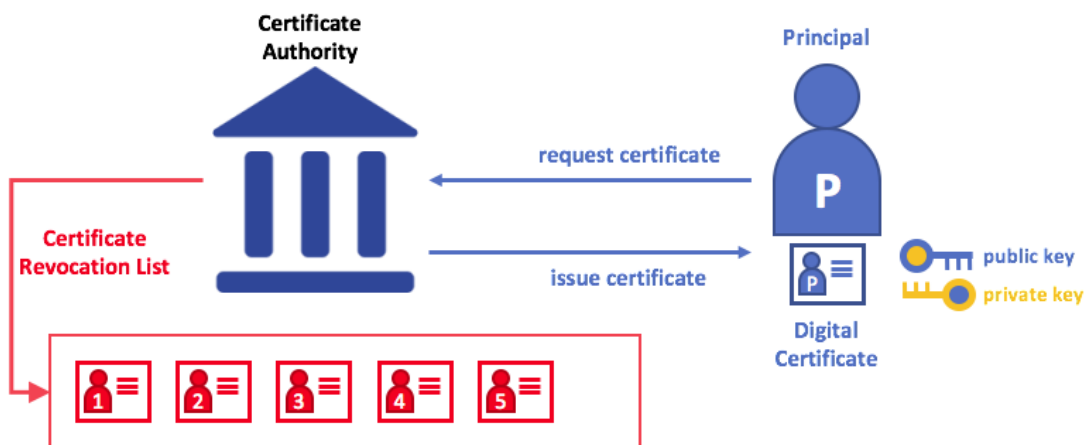 Certificate
Authority
Principal
request certificate
P
Certificate
Revocation List
issue certificate
public key
P
private key
Digital
Certificate
1
2
3
4
5